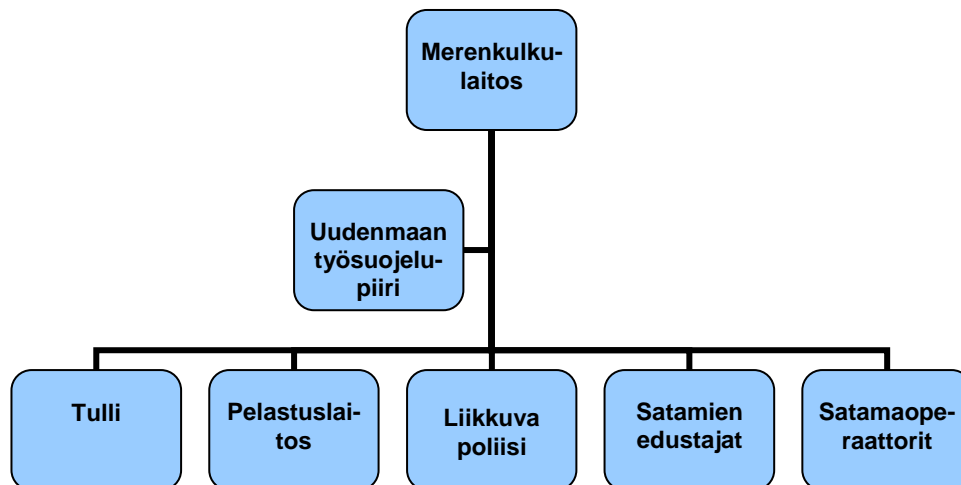 Merenkulku-
laitos
Uudenmaan
työsuojelu-
piiri
Tulli
Pelastuslai-
tos
Liikkuva
poliisi
Satamien
edustajat
Satamaope-
raattorit